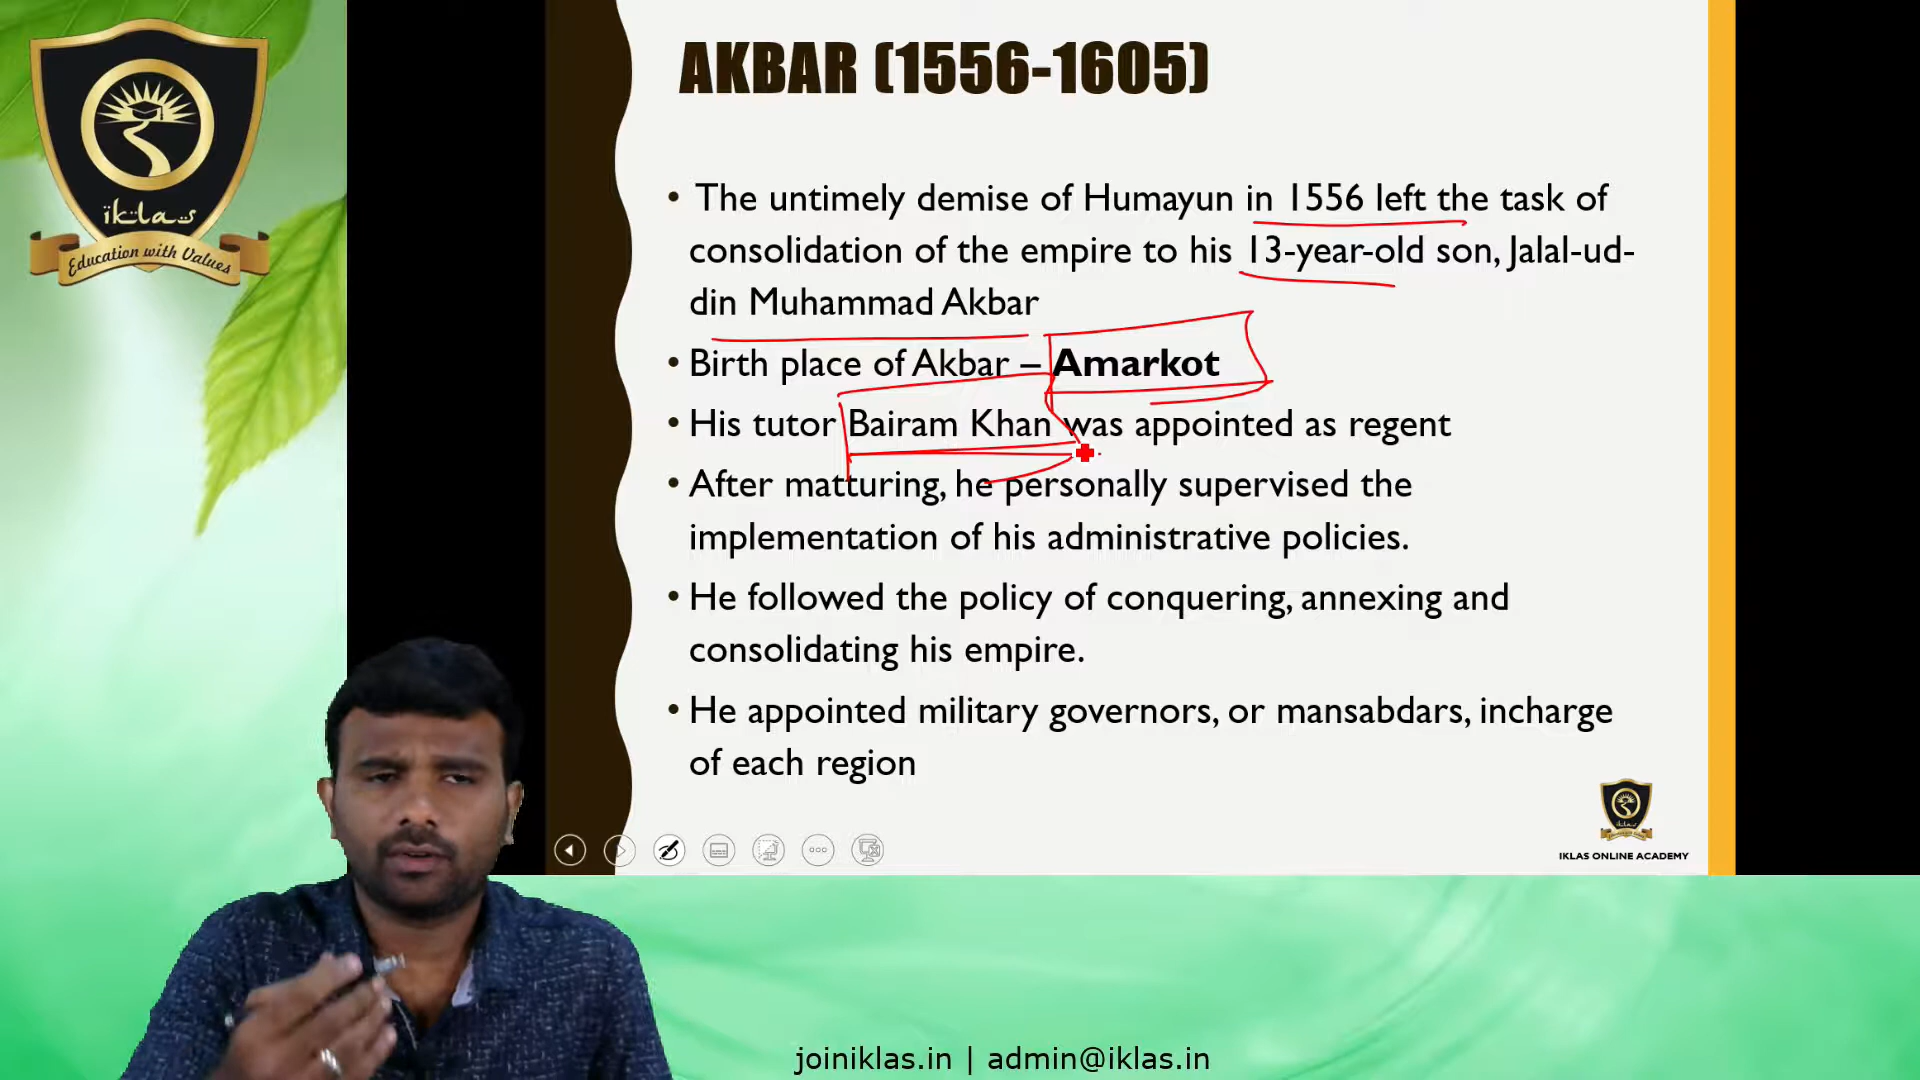 iklas
Education with Values
AKBAR (1556-1605)
• The untimely demise of Humayun in 1556 left the task of
consolidation of the empire to his 13-year-old son, Jalal-ud-
din Muhammad Akbar
• Birth place of Akbar – Amarkot
• His tutor Bairam Khan was appointed as regent
• After matturing, he personally supervised the
implementation of his administrative policies.
• He followed the policy of conquering, annexing and
consolidating his empire.
• He appointed military governors, or mansabdars, incharge
of each region
iklas
IKLAS ONLINE ACADEMY
joiniklas.in | admin@iklas.in